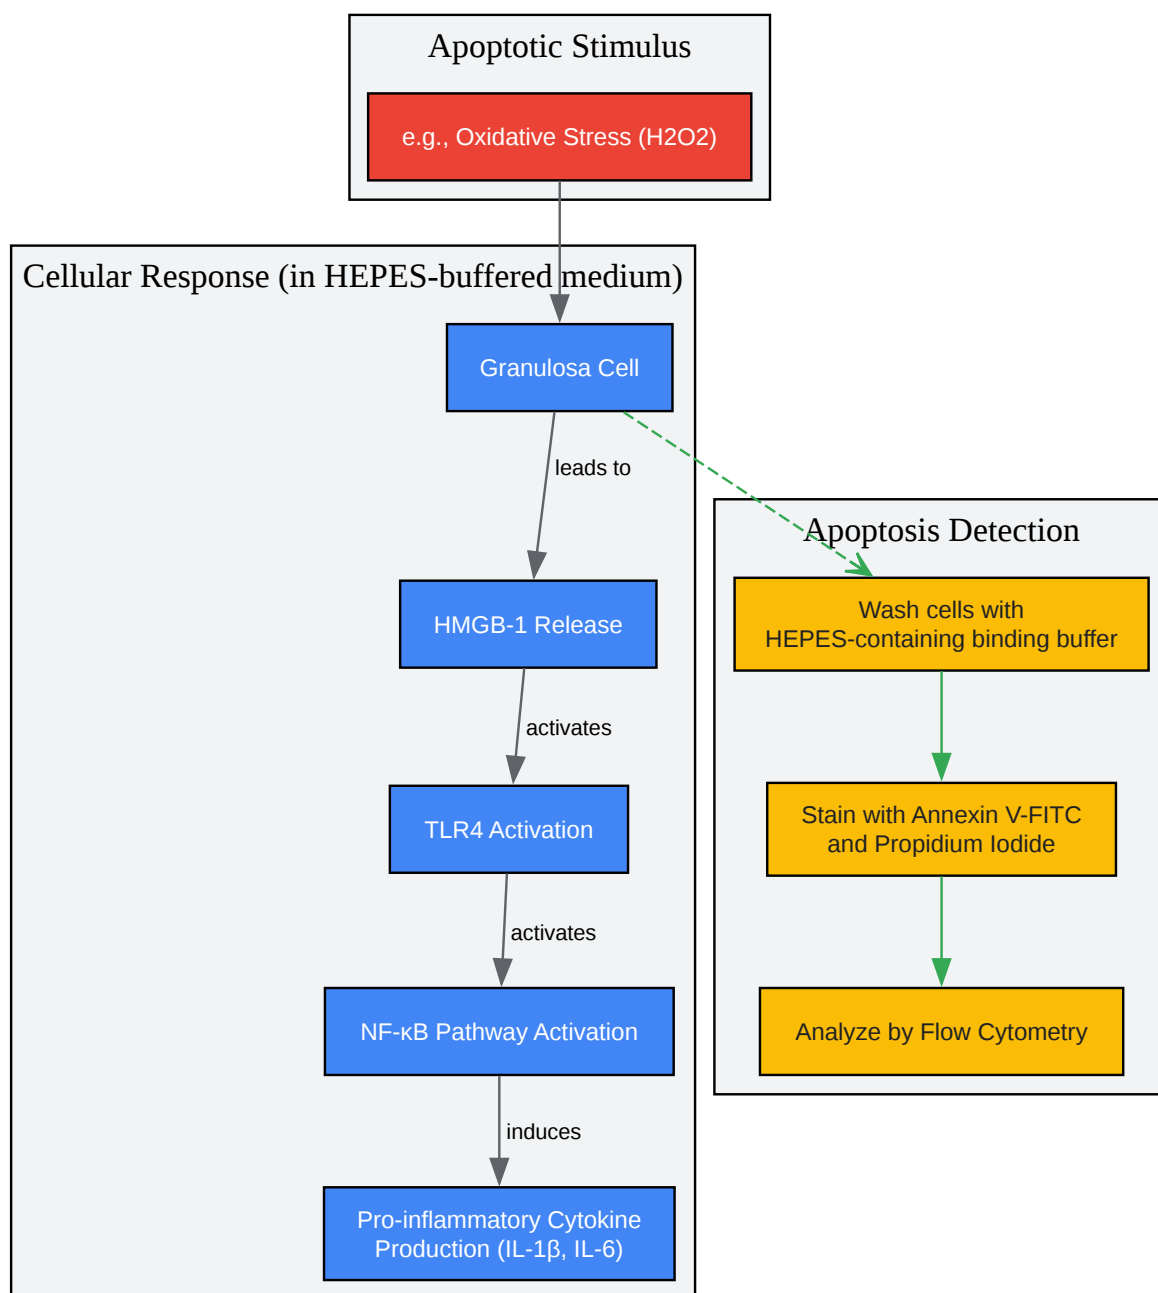 Apoptotic Stimulus
e.g., Oxidative Stress (H2O2)
Cellular Response (in HEPES-buffered medium)
Granulosa Cell
leads to
HMGB-1 Release
activates
TLR4 Activation
activates
NF-κB Pathway Activation
induces
Pro-inflammatory Cytokine
Production (IL-1β, IL-6)
Apoptosis Detection
Wash cells with
HEPES-containing binding buffer
Stain with Annexin V-FITC
and Propidium Iodide
Analyze by Flow Cytometry